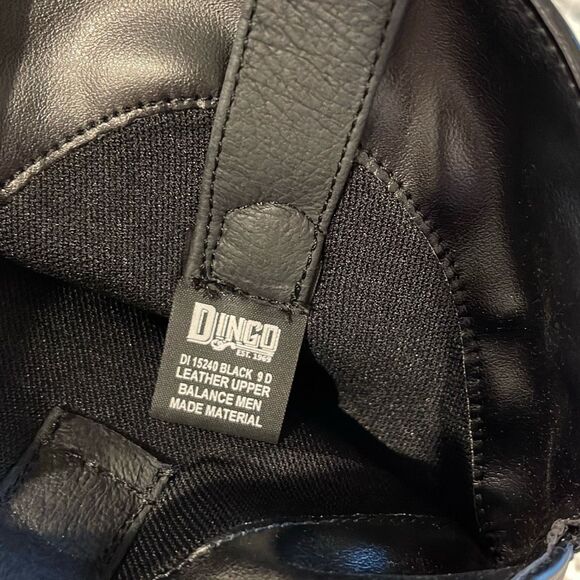 DINGO
EST. 1969
DI 15240 BLACK 9 D
LEATHER UPPER
BALANCE MEN
MADE MATERIAL